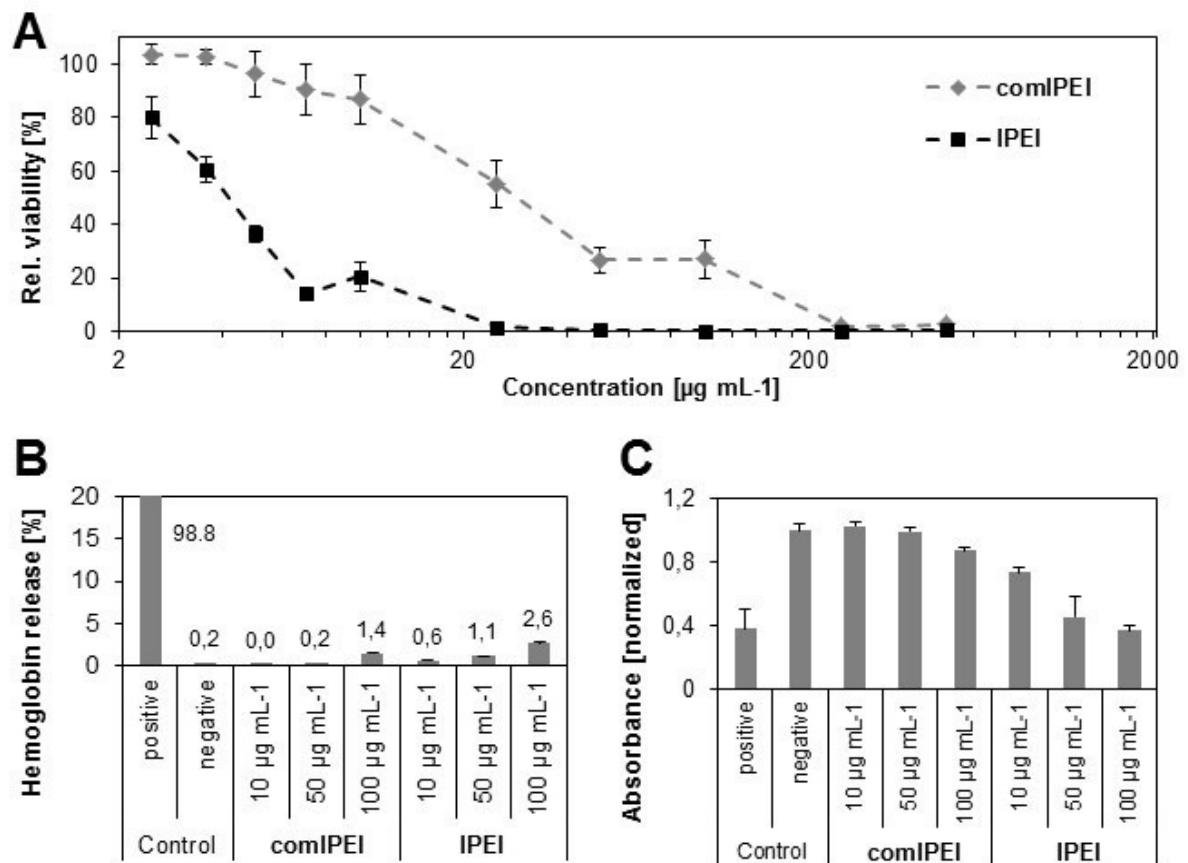 A
Rel. viability [%]
100
80
60
40
20
0
2
20
200
2000
Concentration [µg mL-1]
comlPEI
lPEI
B
Hemoglobin release [%]
20
15
10
5
0
98.8
0,2
0,0
0,2
1,4
0,6
1,1
2,6
positive
negative
10 µg mL-1
50 µg mL-1
100 µg mL-1
10 µg mL-1
50 µg mL-1
100 µg mL-1
Control
comlPEI
lPEI
C
Absorbance [normalized]
1,2
0,8
0,4
0
positive
negative
10 µg mL-1
50 µg mL-1
100 µg mL-1
10 µg mL-1
50 µg mL-1
100 µg mL-1
Control
comlPEI
lPEI